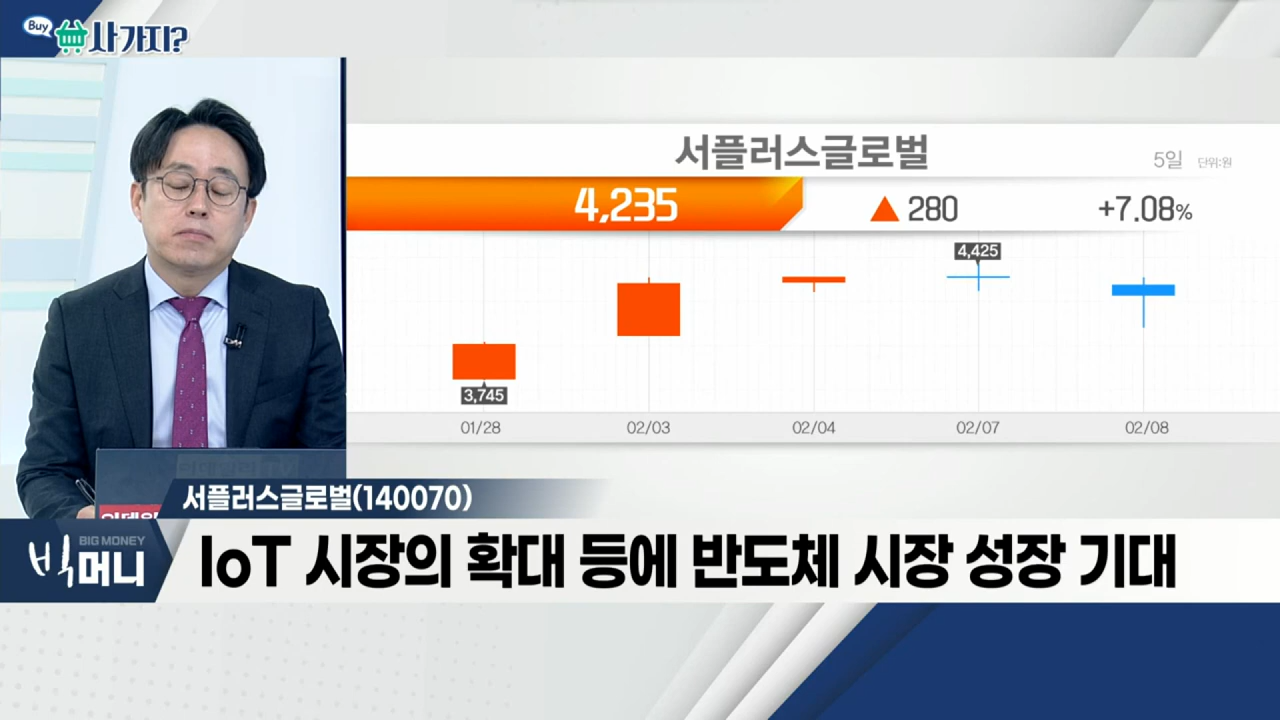 Buy 사가지?
서플러스글로벌
5일 단위:원
4,235 ▲ 280 +7.08%
4,425
3,745
01/28 02/03 02/04 02/07 02/08
서플러스글로벌(140070)
BIG MONEY
빅머니
IoT 시장의 확대 등에 반도체 시장 성장 기대